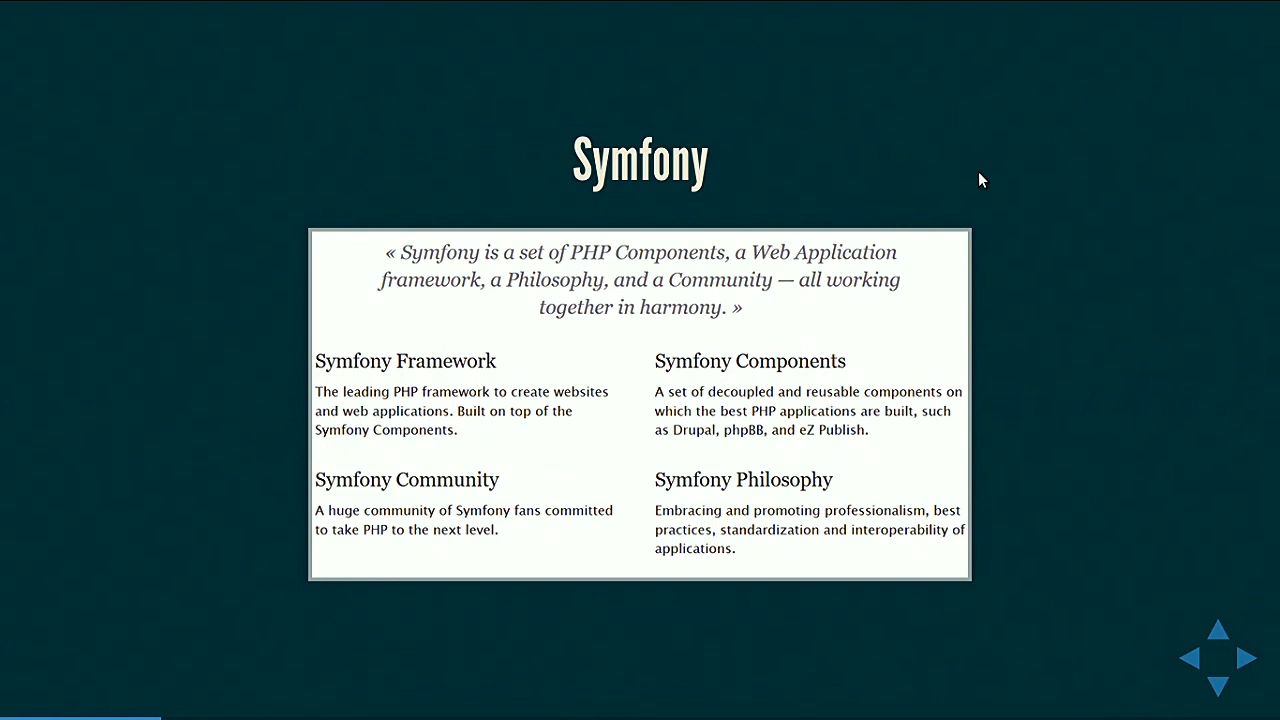 Symfony
« Symfony is a set of PHP Components, a Web Application
framework, a Philosophy, and a Community — all working
together in harmony. »
Symfony Framework
The leading PHP framework to create websites
and web applications. Built on top of the
Symfony Components.
Symfony Components
A set of decoupled and reusable components on
which the best PHP applications are built, such
as Drupal, phpBB, and eZ Publish.
Symfony Community
A huge community of Symfony fans committed
to take PHP to the next level.
Symfony Philosophy
Embracing and promoting professionalism, best
practices, standardization and interoperability of
applications.